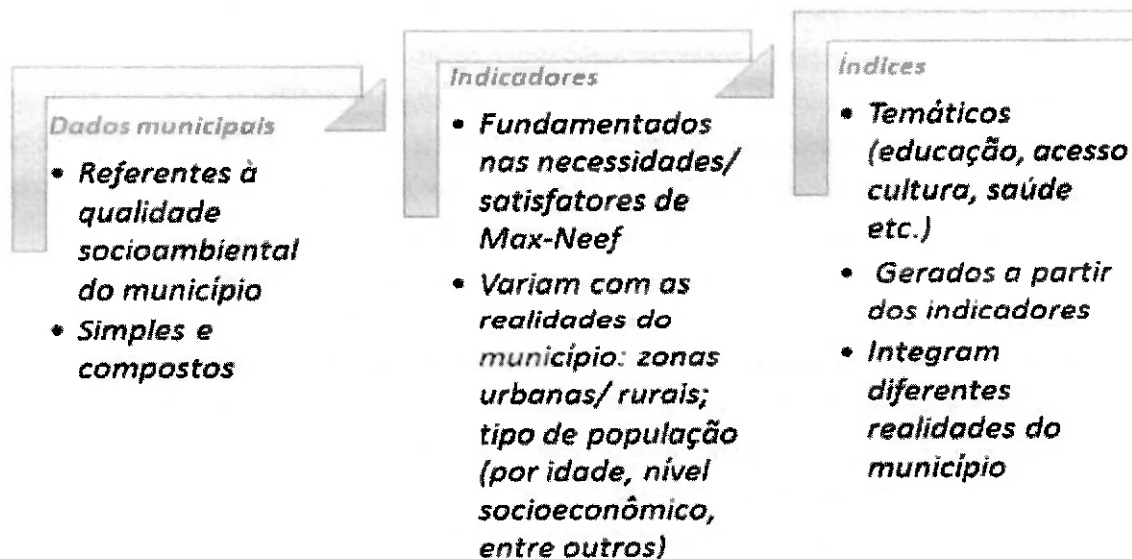 Dados municipais
• Referentes à
qualidade
socioambiental
do município
• Simples e
compostos
Indicadores
• Fundamentados
nas necessidades/
satisfatores de
Max-Neef
• Variam com as
realidades do
município: zonas
urbanas/ rurais;
tipo de população
(por idade, nível
socioeconômico,
entre outros)
Índices
• Temáticos
(educação, acesso
cultura, saúde
etc.)
• Gerados a partir
dos indicadores
• Integram
diferentes
realidades do
município